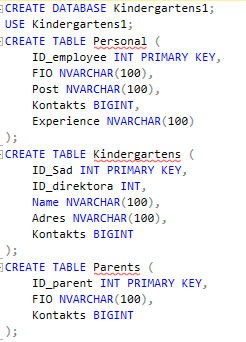 CREATE DATABASE Kindergartens1;
USE Kindergartens1;
CREATE TABLE Personal (
ID_employee INT PRIMARY KEY,
FIO NVARCHAR(100),
Post NVARCHAR(100),
Kontakts BIGINT,
Experience NVARCHAR(100)
);
CREATE TABLE Kindergartens (
ID_Sad INT PRIMARY KEY,
ID_direktora INT,
Name NVARCHAR(100),
Adres NVARCHAR(100),
Kontakts BIGINT
);
CREATE TABLE Parents (
ID_parent INT PRIMARY KEY,
FIO NVARCHAR(100),
Kontakts BIGINT
);